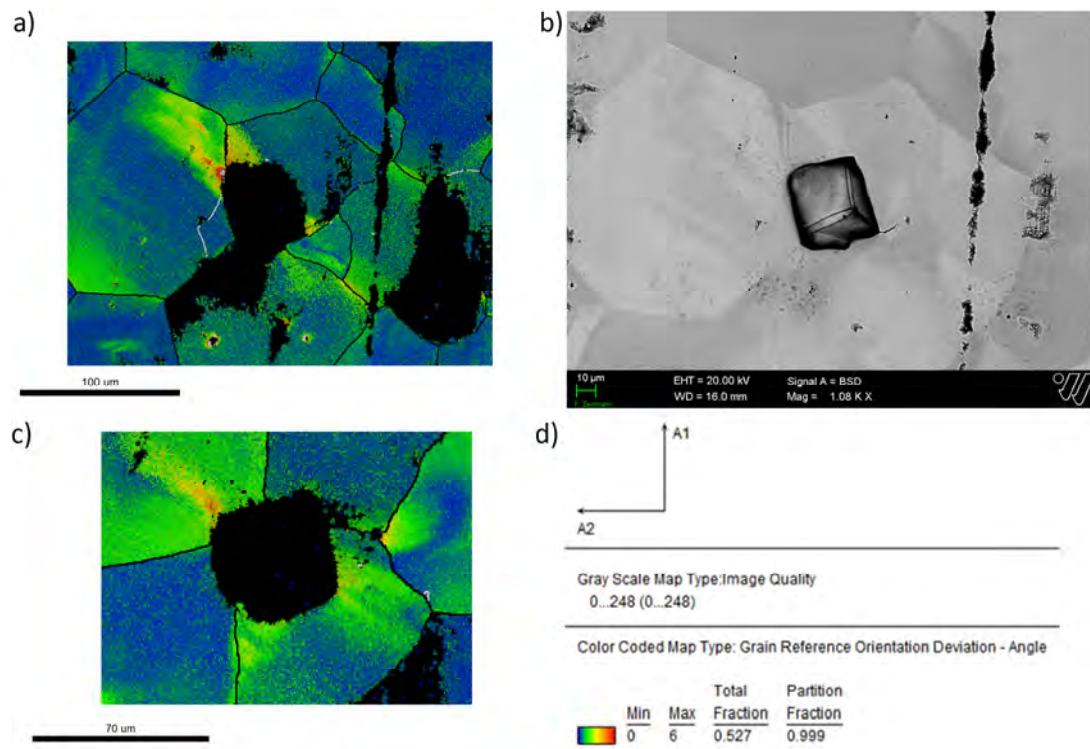 a)
100 um
b)
10 µm
EHT = 20.00 kV
Signal A = BSD
WD = 16.0 mm
Mag = 1.08 K X
c)
70 um
d)
A1
A2
Gray Scale Map Type:Image Quality
0...248 (0...248)
Color Coded Map Type: Grain Reference Orientation Deviation - Angle
Total Partition
Min Max Fraction Fraction
0 6 0.527 0.999